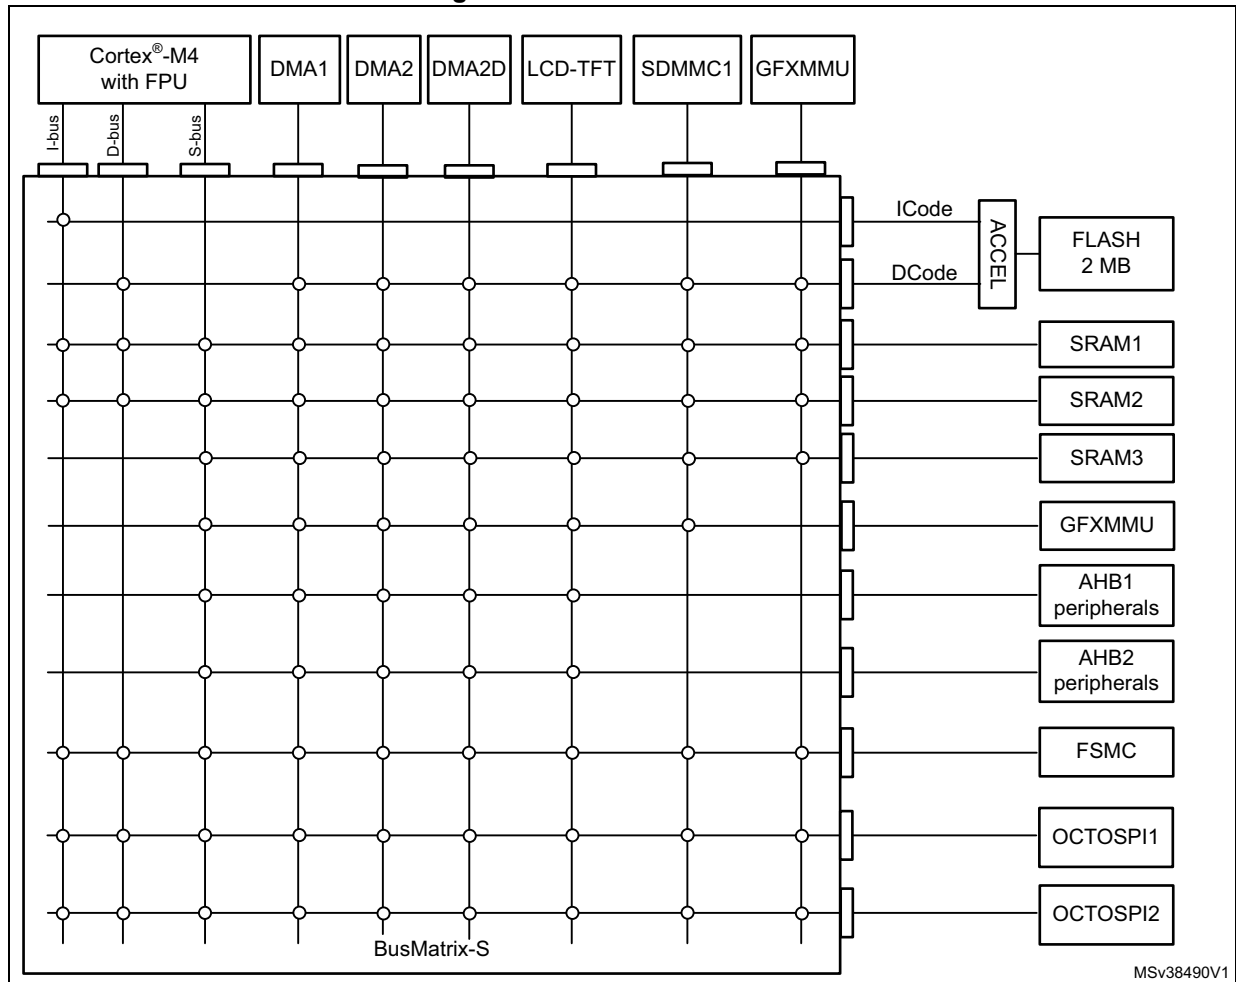 Cortex®-M4
with FPU
DMA1
DMA2
DMA2D
LCD-TFT
SDMMC1
GFXMMU
I-bus
D-bus
S-bus
ICode
DCode
ACCEL
FLASH
2 MB
SRAM1
SRAM2
SRAM3
GFXMMU
AHB1
peripherals
AHB2
peripherals
FSMC
OCTOSPI1
OCTOSPI2
BusMatrix-S
MSv38490V1